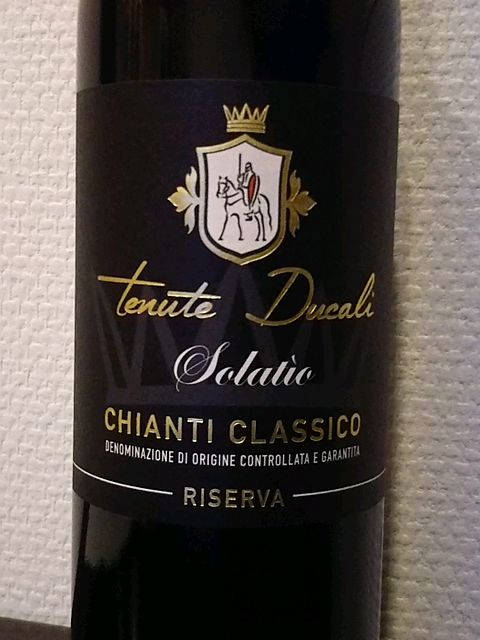 Tenute Ducali
Solatìo
CHIANTI CLASSICO
DENOMINAZIONE DI ORIGINE CONTROLLATA E GARANTITA
RISERVA